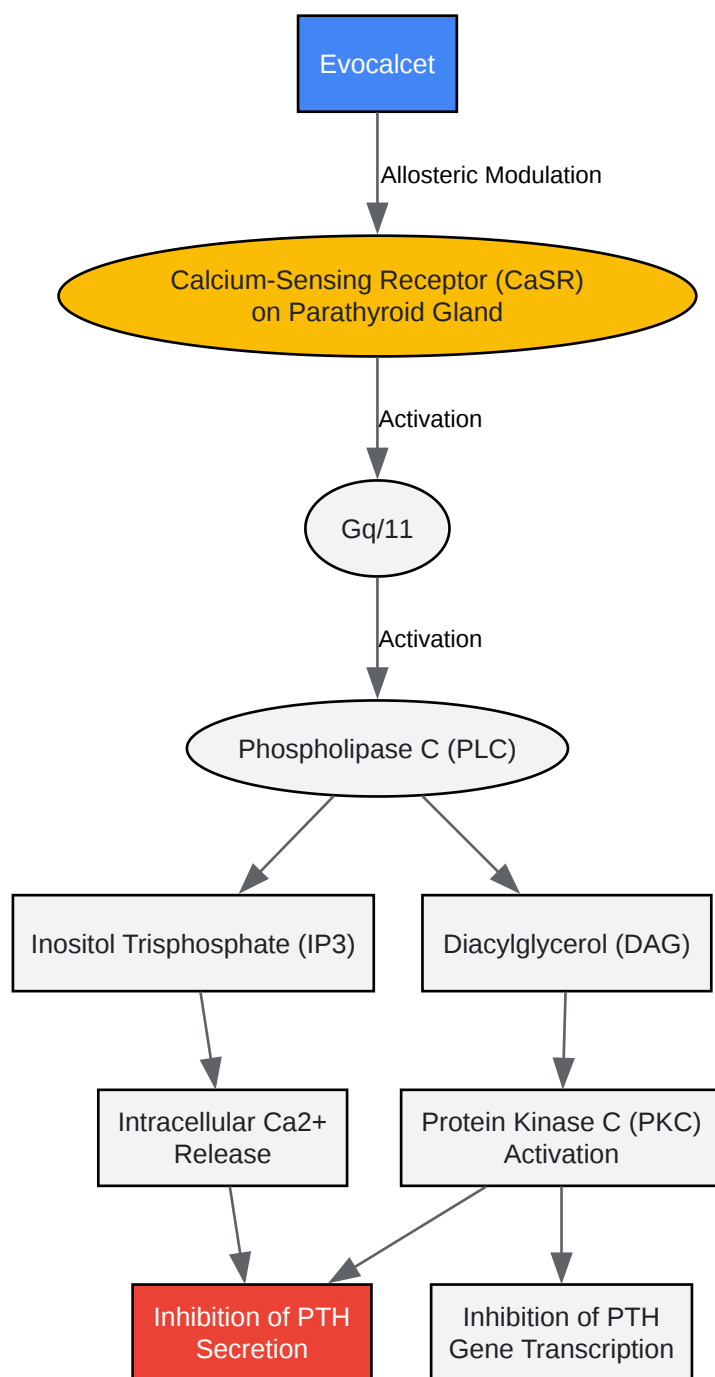 Evocalcet
Allosteric Modulation
Calcium-Sensing Receptor (CaSR)
on Parathyroid Gland
Activation
Gq/11
Activation
Phospholipase C (PLC)
Inositol Trisphosphate (IP3)
Diacylglycerol (DAG)
Intracellular Ca2+
Release
Protein Kinase C (PKC)
Activation
Inhibition of PTH
Secretion
Inhibition of PTH
Gene Transcription